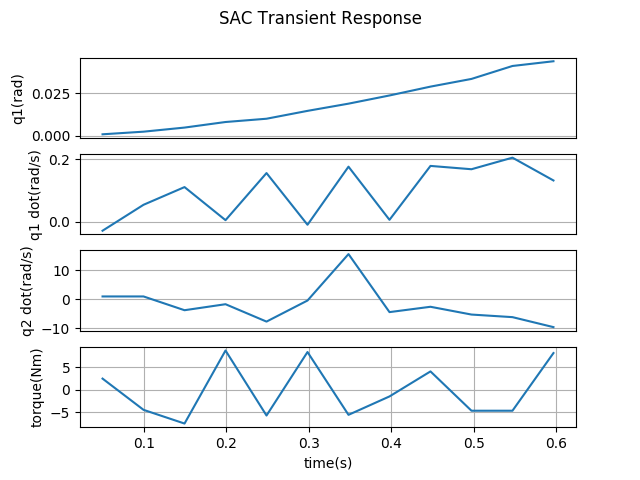 SAC Transient Response
q1(rad)
0.025
0.000
q1 dot(rad/s)
0.2
0.0
q2 dot(rad/s)
10
0
−10
torque(Nm)
5
0
−5
0.1 0.2 0.3 0.4 0.5 0.6
time(s)